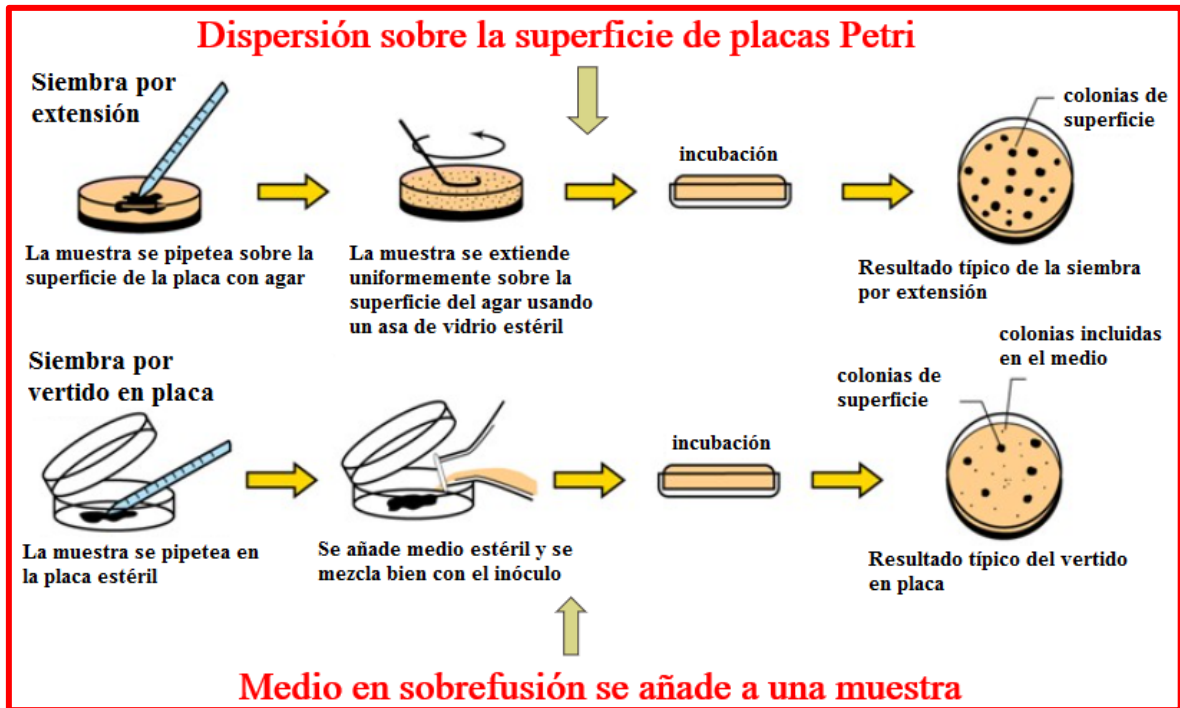 Dispersión sobre la superficie de placas Petri
Siembra por
extensión
colonias de
superficie
incubación
La muestra se pipetea sobre la
superficie de la placa con agar
La muestra se extiende
uniformemente sobre la
superficie del agar usando
un asa de vidrio estéril
Resultado típico de la siembra
por extensión
Siembra por
vertido en placa
colonias incluidas
en el medio
colonias de
superficie
incubación
La muestra se pipetea en
la placa estéril
Se añade medio estéril y se
mezcla bien con el inóculo
Resultado típico del vertido
en placa
Medio en sobrefusión se añade a una muestra